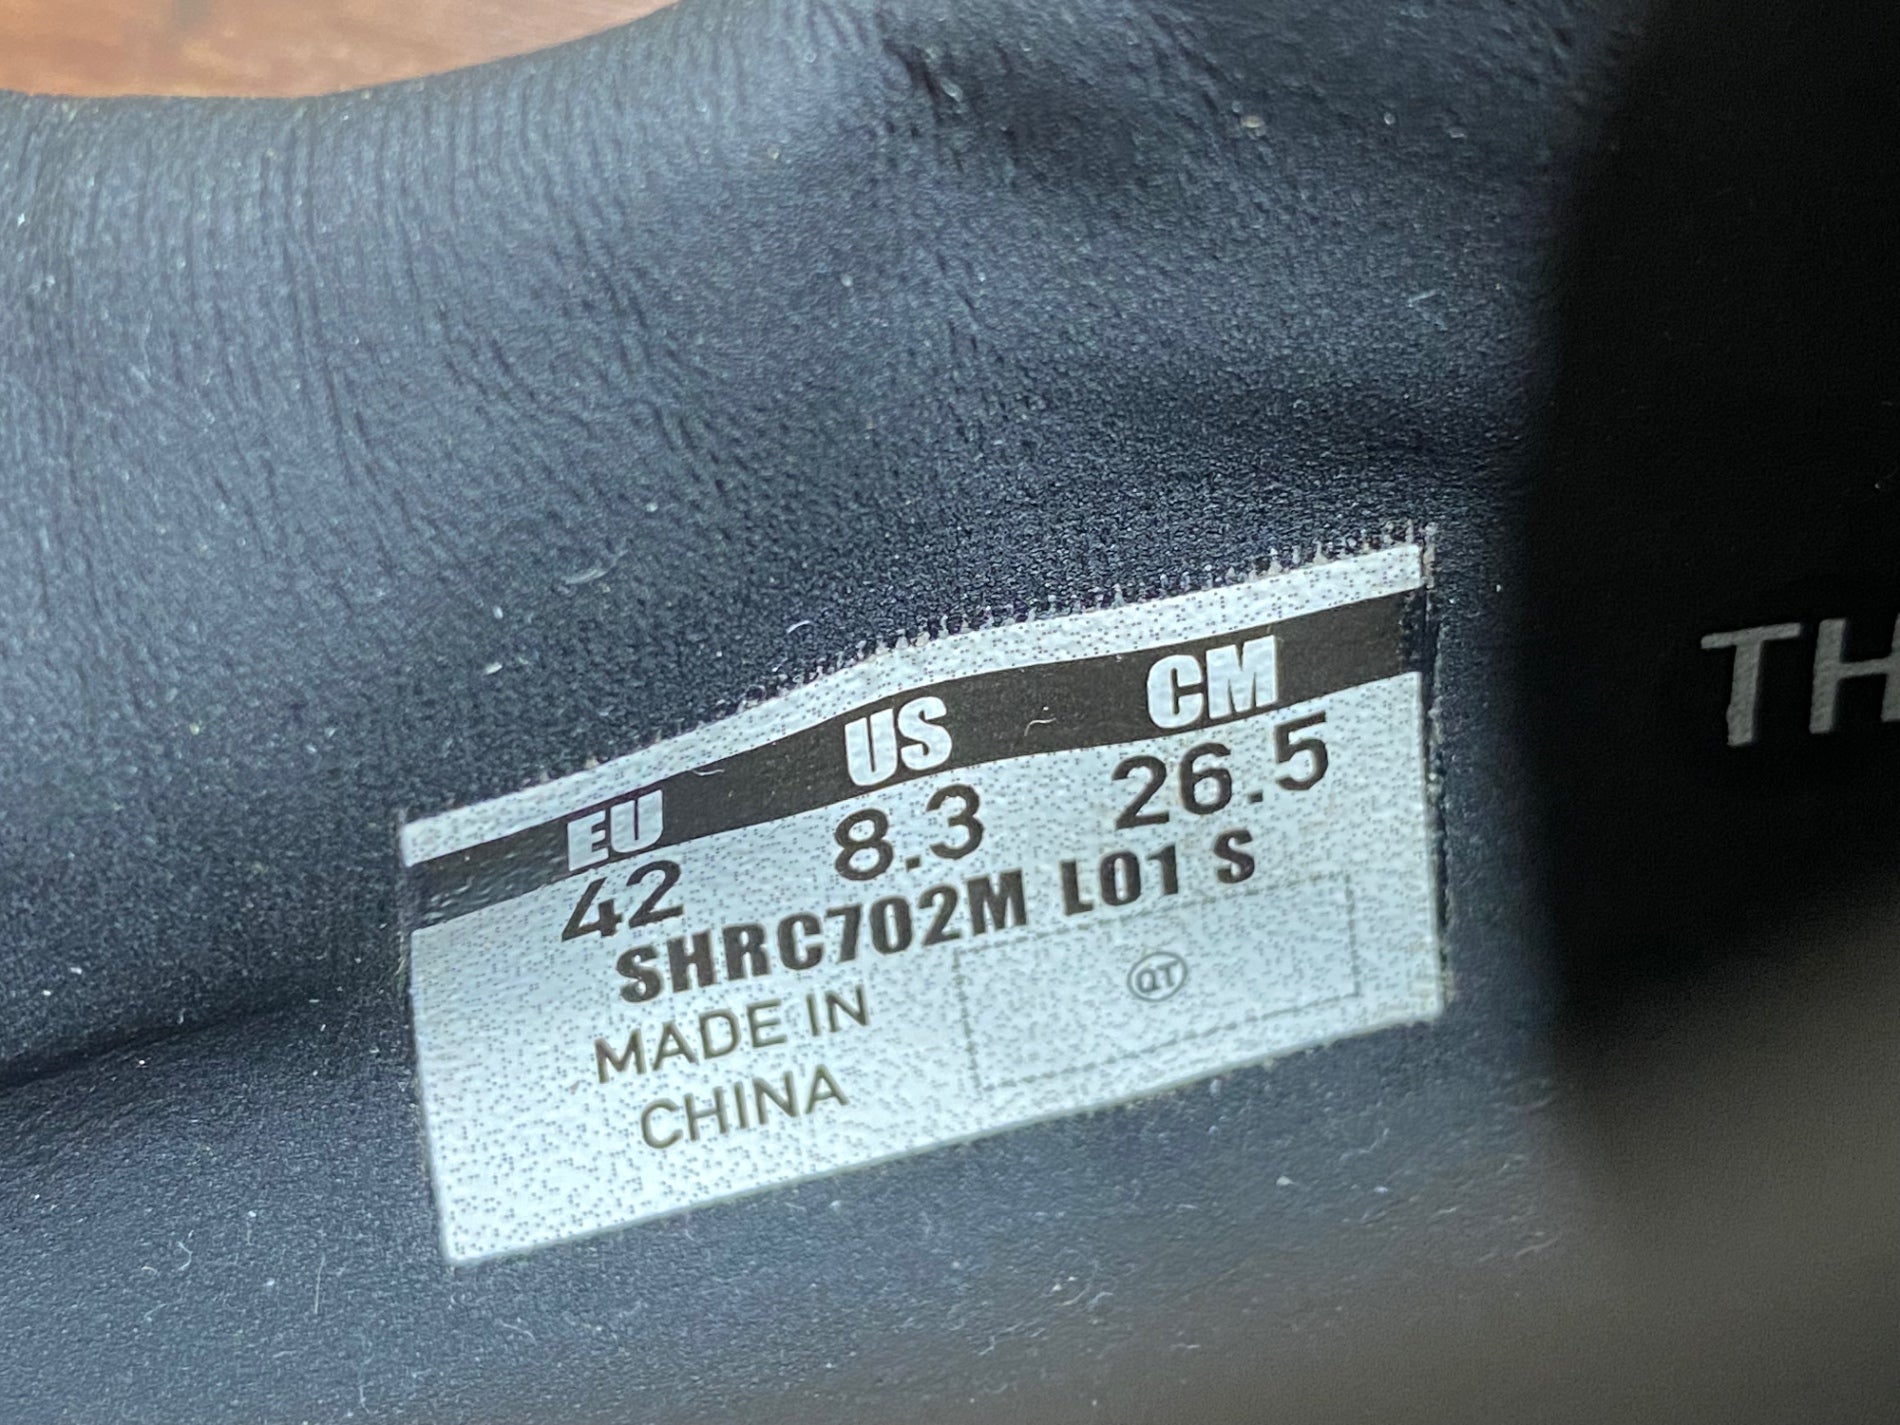 EU US CM
42 8.3 26.5
SHRC702M L01 S
MADE IN
CHINA
QT
TH